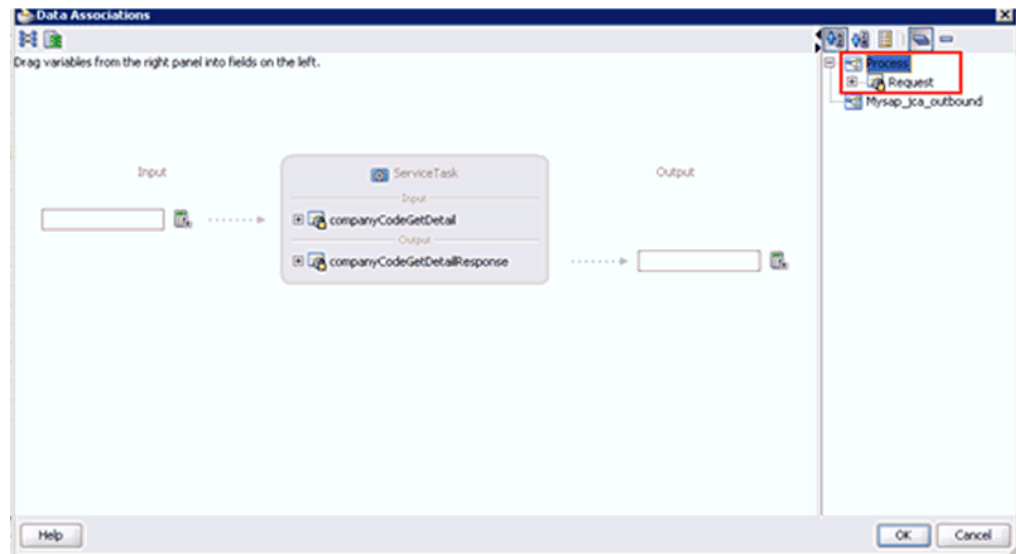 Data Associations
Drag variables from the right panel into fields on the left.
Process
Request
Mysap_jca_outbound
Input
ServiceTask
Output
Input
companyCodeGetDetail
Output
companyCodeGetDetailResponse
Help
OK
Cancel